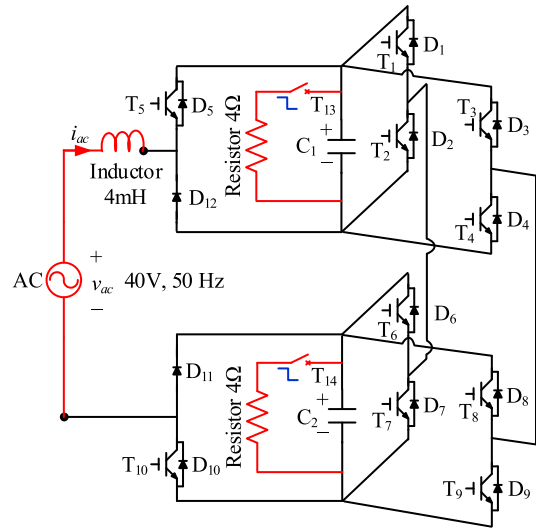 D₁
T₁
T₅
D₅
Resistor 4Ω
T₁₃
T₃
D₃
i_ac
C₁
+
−
T₂
D₂
Inductor
4mH
D₁₂
T₄
D₄
AC
+
v_ac 40V, 50 Hz
−
D₆
T₆
D₁₁
Resistor 4Ω
T₁₄
C₂
+
−
T₇
D₇
T₈
D₈
T₁₀
D₁₀
T₉
D₉